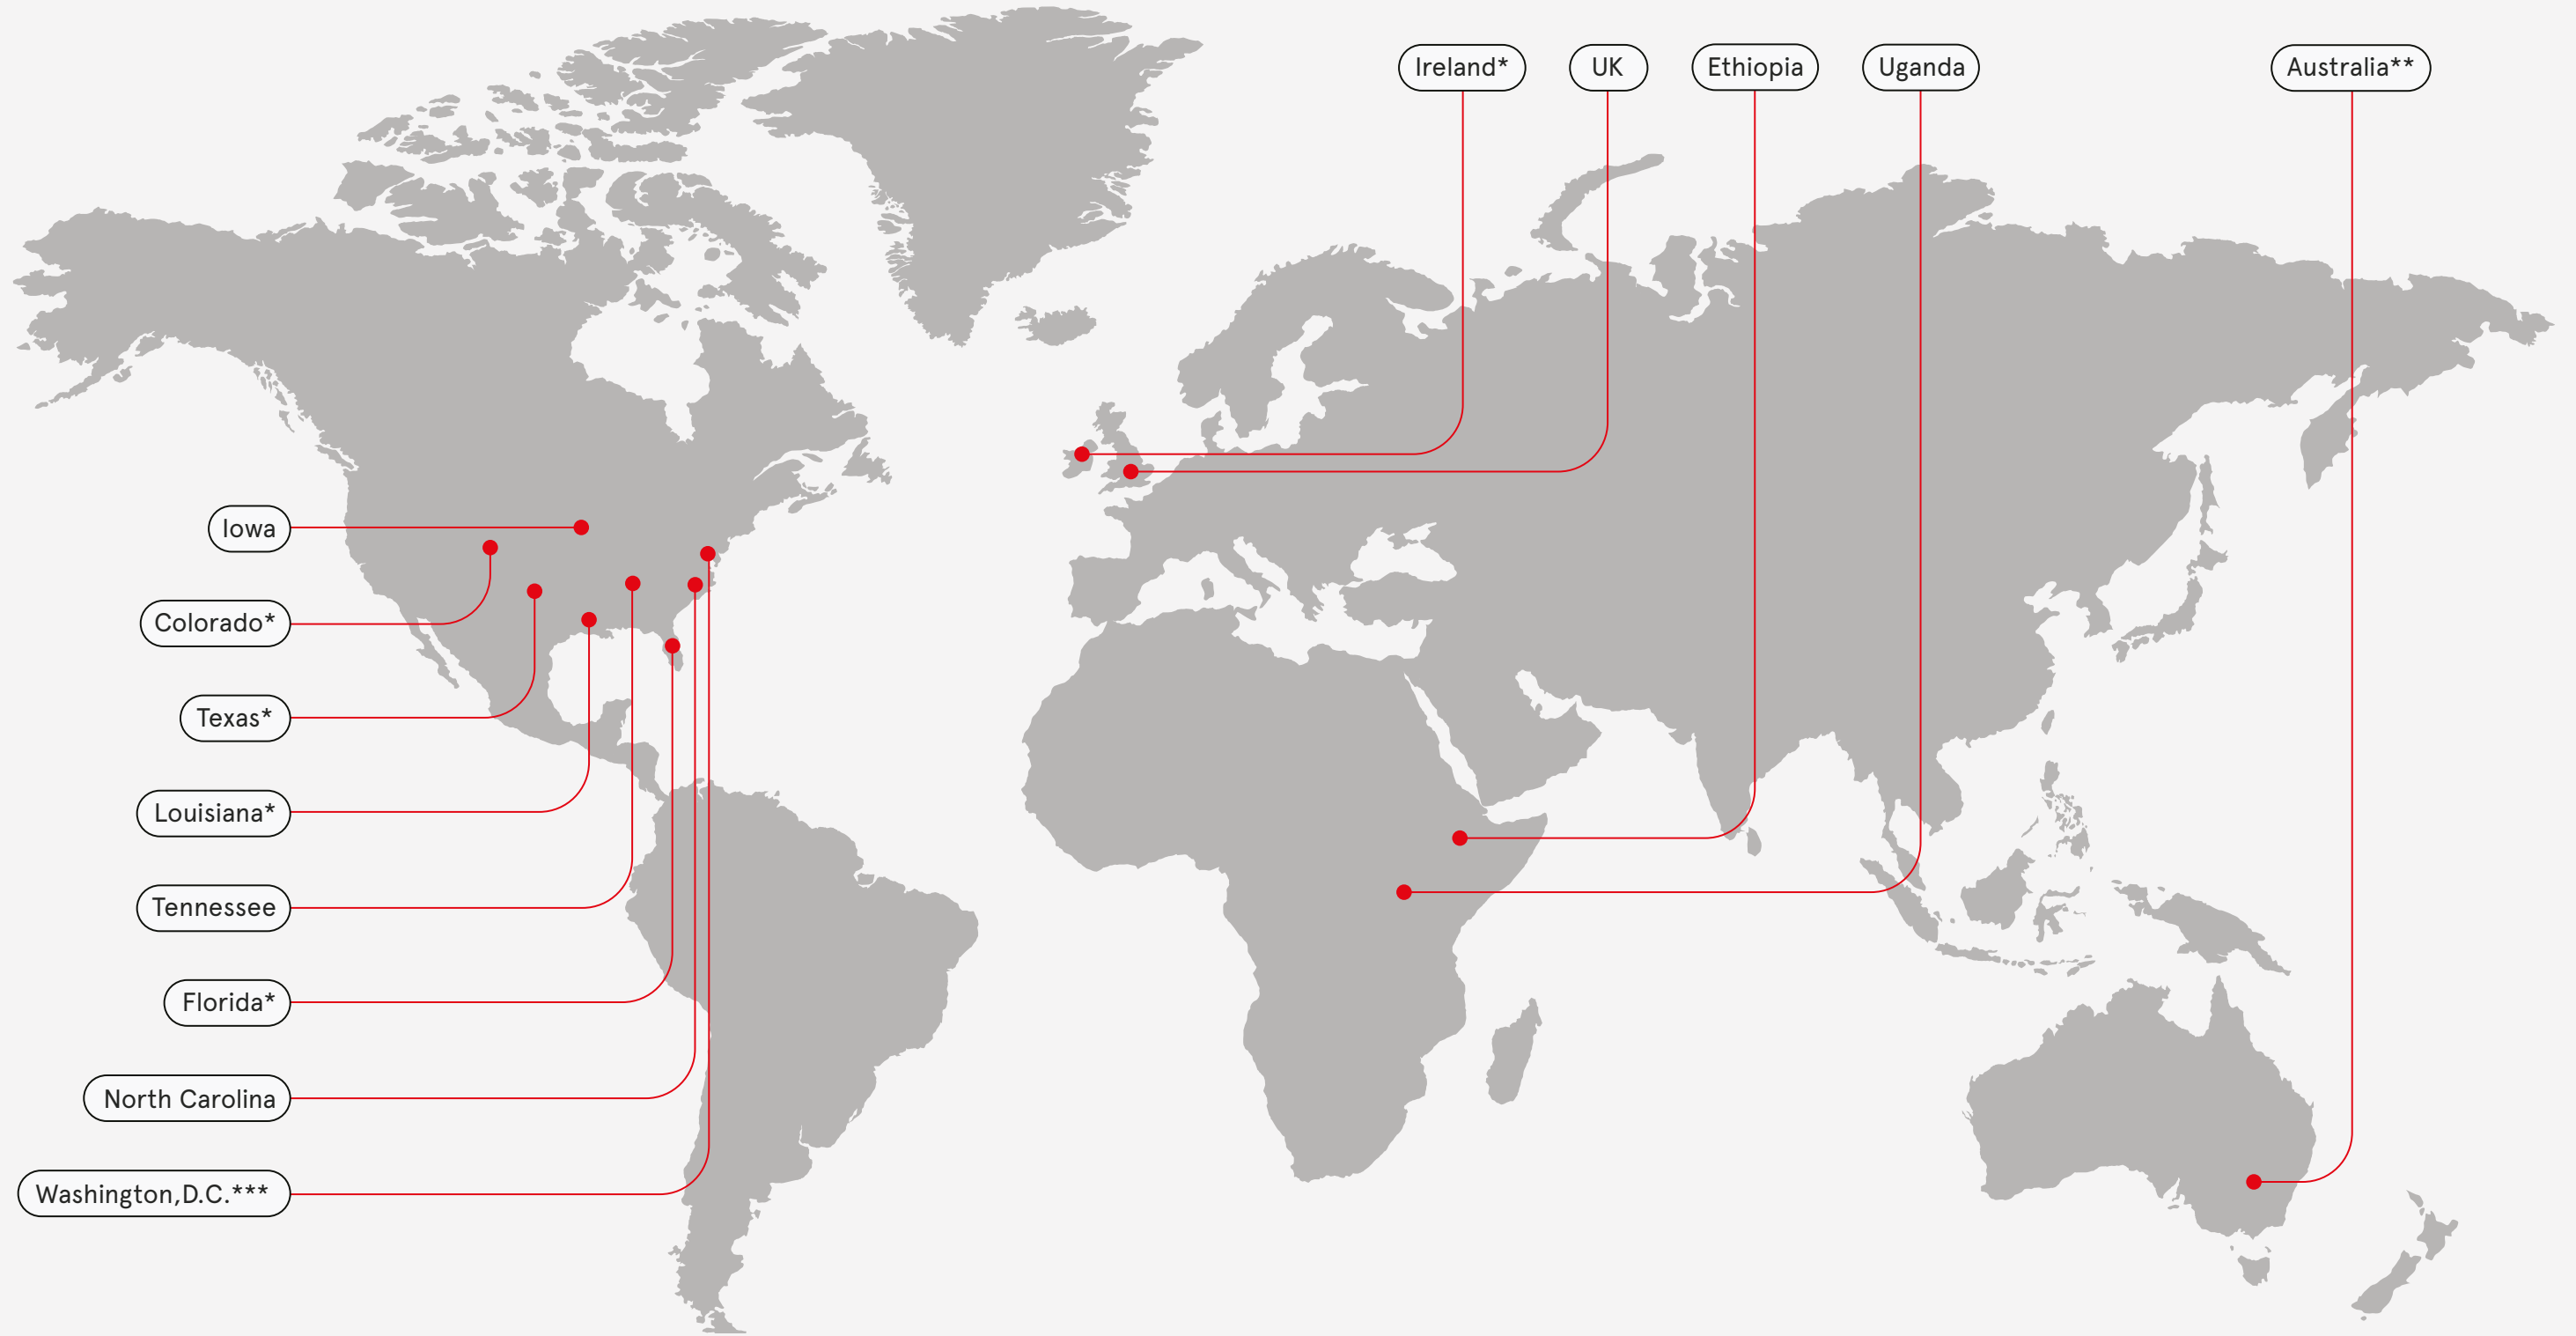 Ireland*
UK
Ethiopia
Uganda
Australia**
Iowa
Colorado*
Texas*
Louisiana*
Tennessee
Florida*
North Carolina
Washington,D.C.***